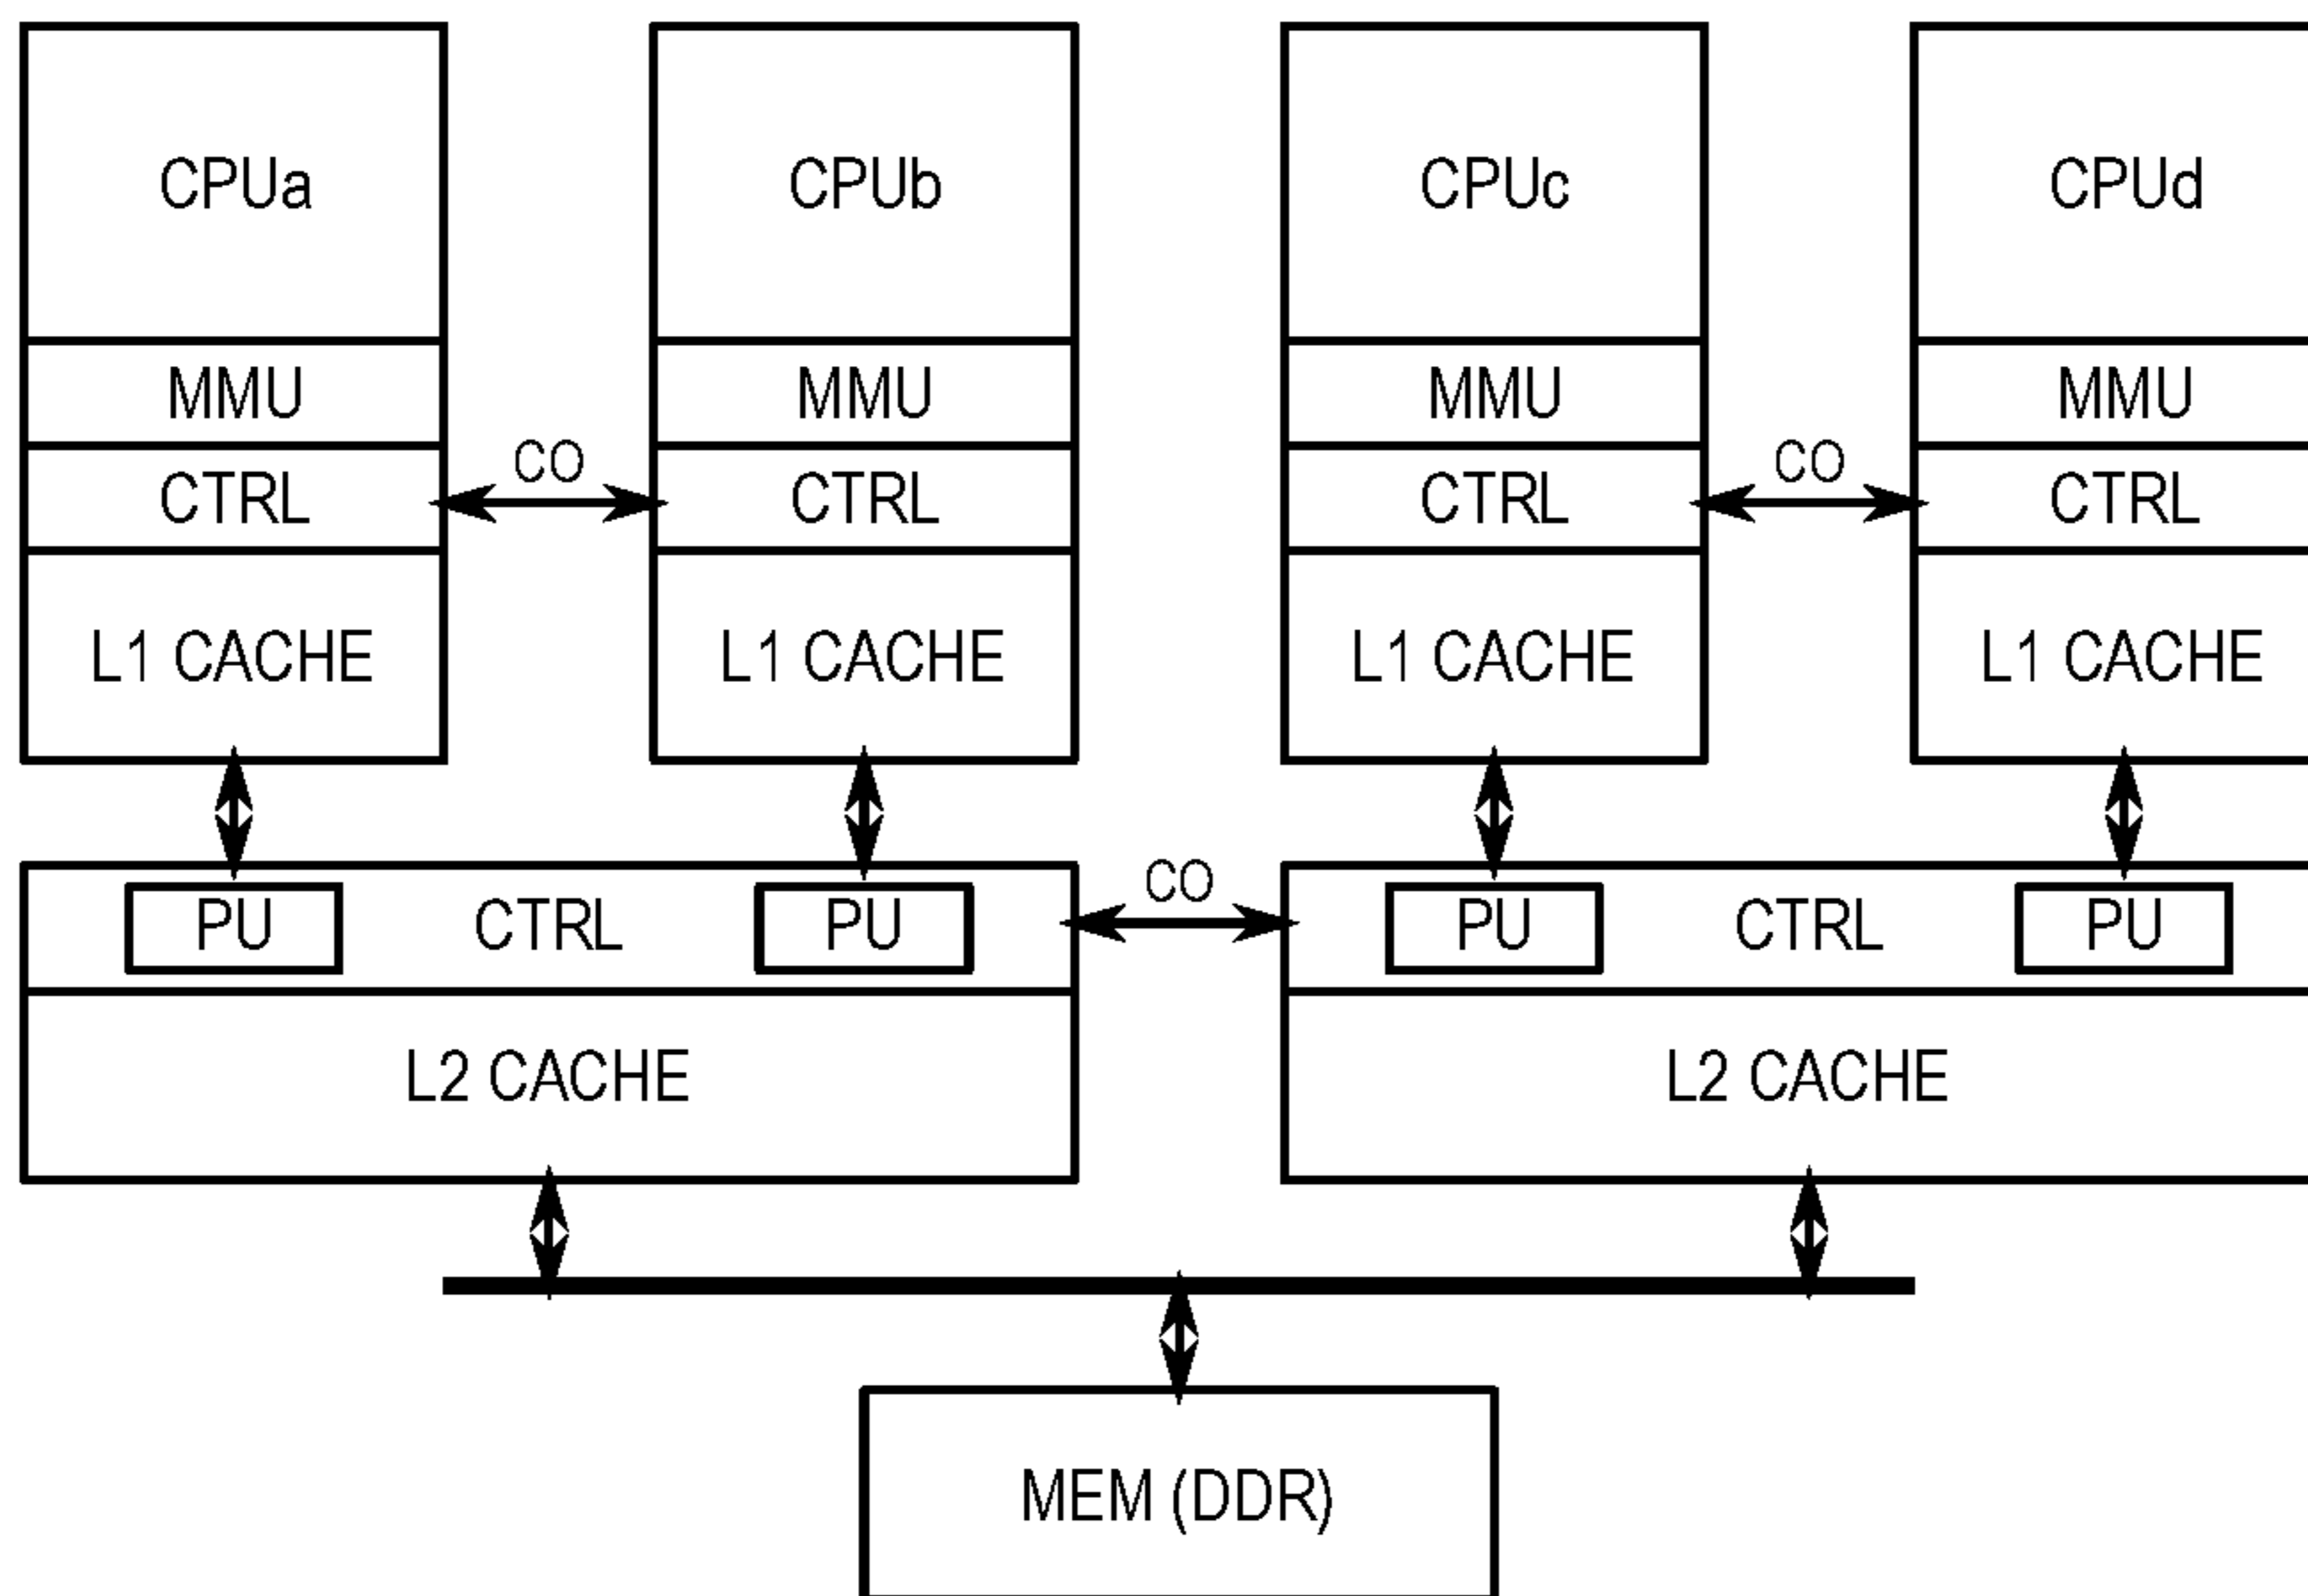 CPUa
CPUb
CPUc
CPUd
MMU
MMU
MMU
MMU
CO
CO
CTRL
CTRL
CTRL
CTRL
L1 CACHE
L1 CACHE
L1 CACHE
L1 CACHE
CO
PU
CTRL
PU
PU
CTRL
PU
L2 CACHE
L2 CACHE
MEM (DDR)